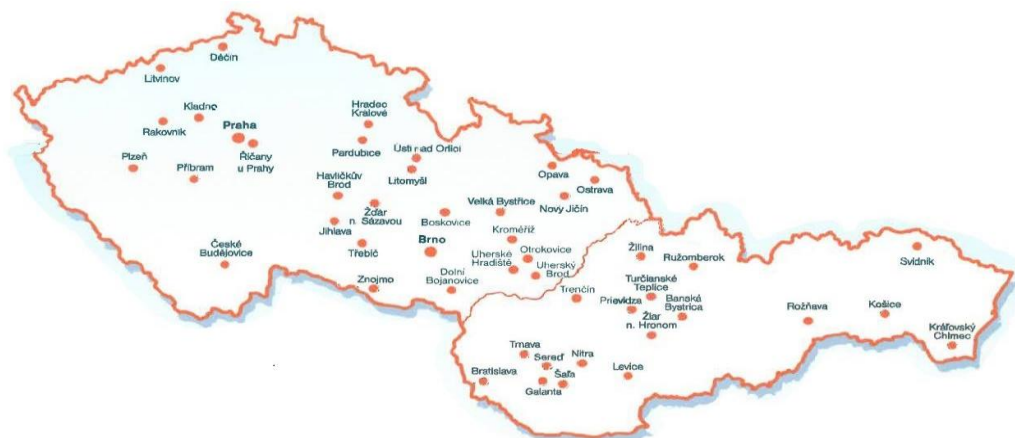 Děčín
Litvínov
Kladno
Rakovník
Praha
Říčany
u Prahy
Plzeň
Příbram
Hradec
Králové
Pardubice
Ústí nad Orlicí
Litomyšl
Havlíčkův
Brod
Žďár
n. Sázavou
Jihlava
Třebíč
Boskovice
Brno
Velká Bystřice
Kroměříž
Opava
Ostrava
Nový Jičín
Otrokovice
Uherské
Hradiště
Uherský
Brod
České
Budějovice
Znojmo
Dolní
Bojanovice
Žilina
Ružomberok
Svidník
Trenčín
Turčianské
Teplice
Prievidza
Banská
Bystrica
Žiar
n. Hronom
Rožňava
Košice
Kráľovský
Chlmec
Trnava
Sereď
Nitra
Bratislava
Galanta
Šaľa
Levice